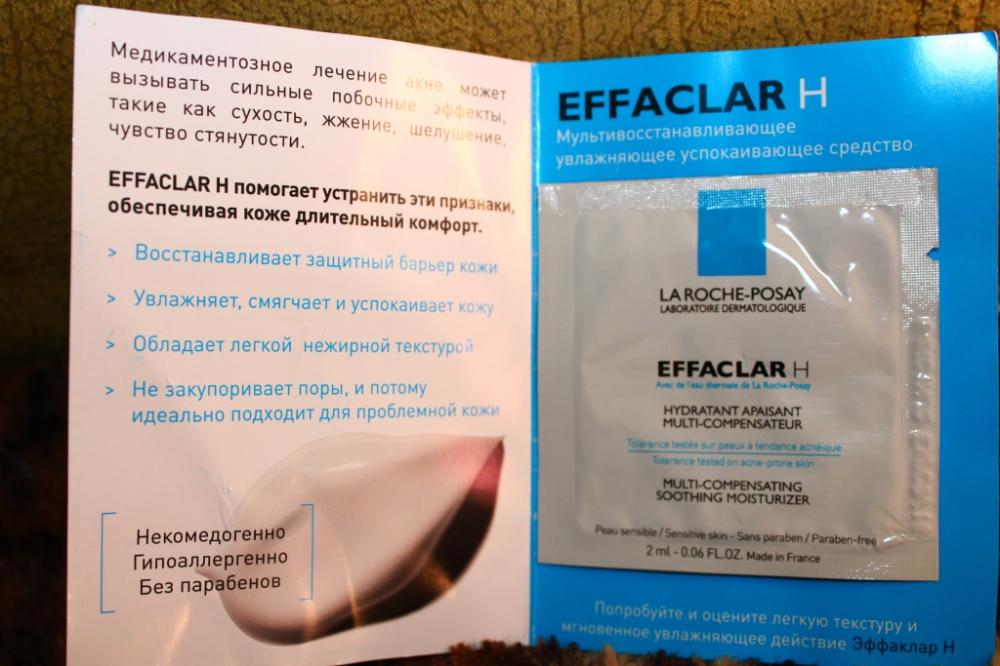 Медикаментозное лечение акне может
вызывать сильные побочные эффекты,
такие как сухость, жжение, шелушение,
чувство стянутости.
EFFACLAR H помогает устранить эти признаки,
обеспечивая коже длительный комфорт.
> Восстанавливает защитный барьер кожи
> Увлажняет, смягчает и успокаивает кожу
> Обладает легкой нежирной текстурой
> Не закупоривает поры, и потому
идеально подходит для проблемной кожи
Некомедогенно
Гипоаллергенно
Без парабенов
EFFACLAR H
Мультивосстанавливающее
увлажняющее успокаивающее средство
LA ROCHE-POSAY
LABORATOIRE DERMATOLOGIQUE
EFFACLAR H
Avec de l'eau thermale de La Roche-Posay
HYDRATANT APAISANT
MULTI-COMPENSATEUR
Tolérance testée sur peaux à tendance acnéique
Tolerance tested on acne-prone skin
MULTI-COMPENSATING
SOOTHING MOISTURIZER
Peau sensible / Sensitive skin - Sans paraben / Paraben-free
2 ml - 0.06 FL.OZ. Made in France
Попробуйте и оцените легкую текстуру и
мгновенное увлажняющее действие Эффаклар H